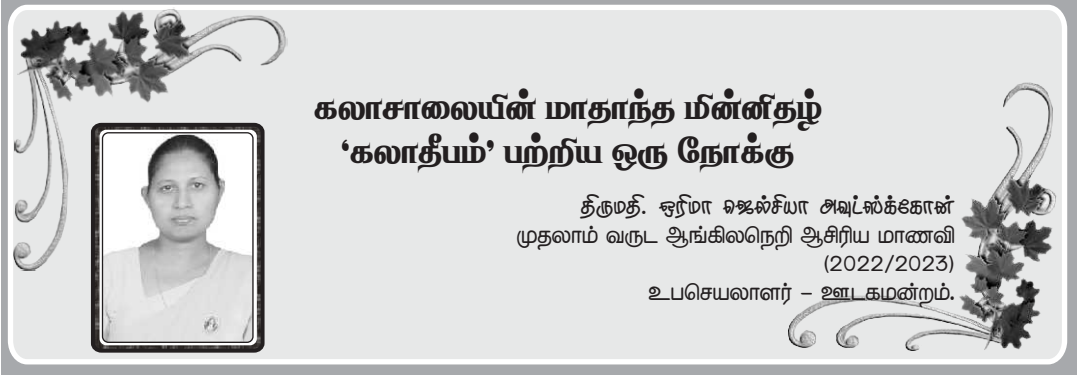 கலாசாலையின் மாதாந்த மின்னிதழ்
‘கலாதீபம்’ பற்றிய ஒரு நோக்கு
திருமதி. ஒரிமா ஜெல்சியா அவுட்ஸ்க்கோன்
முதலாம் வருட ஆங்கிலநெறி ஆசிரிய மாணவி
(2022/2023)
உபசெயலாளர் – ஊடகமன்றம்.